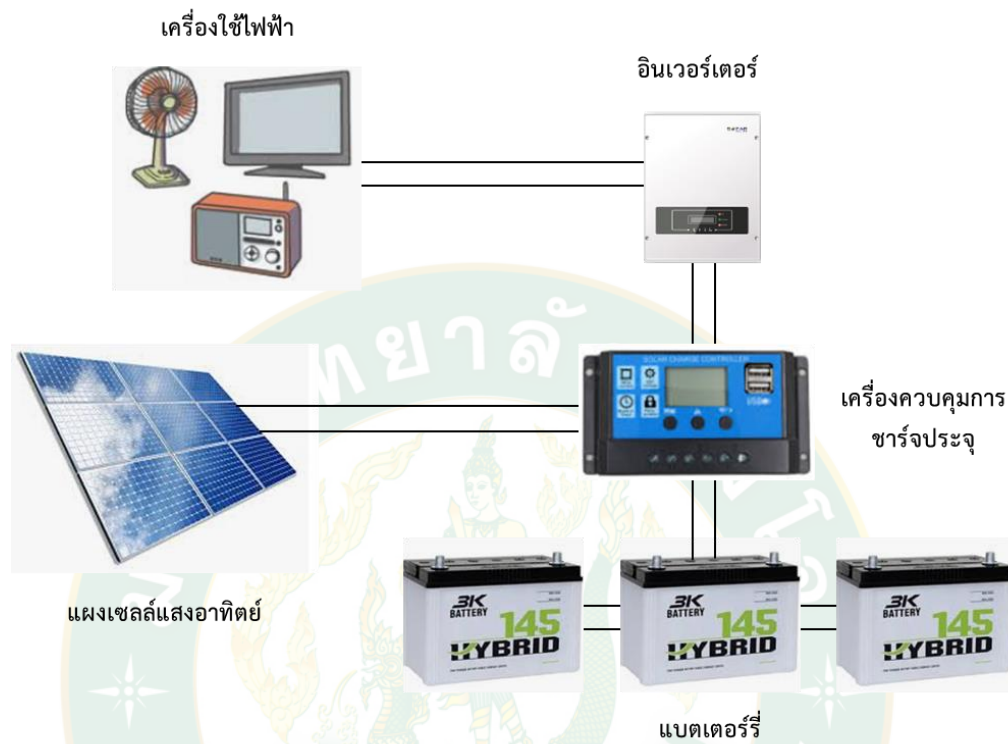 เครื่องใช้ไฟฟ้า
อินเวอร์เตอร์
SOLAR CHARGE CONTROLLER
USB
เครื่องควบคุมการ
ชาร์จประจุ
แผงเซลล์แสงอาทิตย์
3K
BATTERY
145
HYBRID
3K
BATTERY
145
HYBRID
3K
BATTERY
145
HYBRID
แบตเตอร์รี่